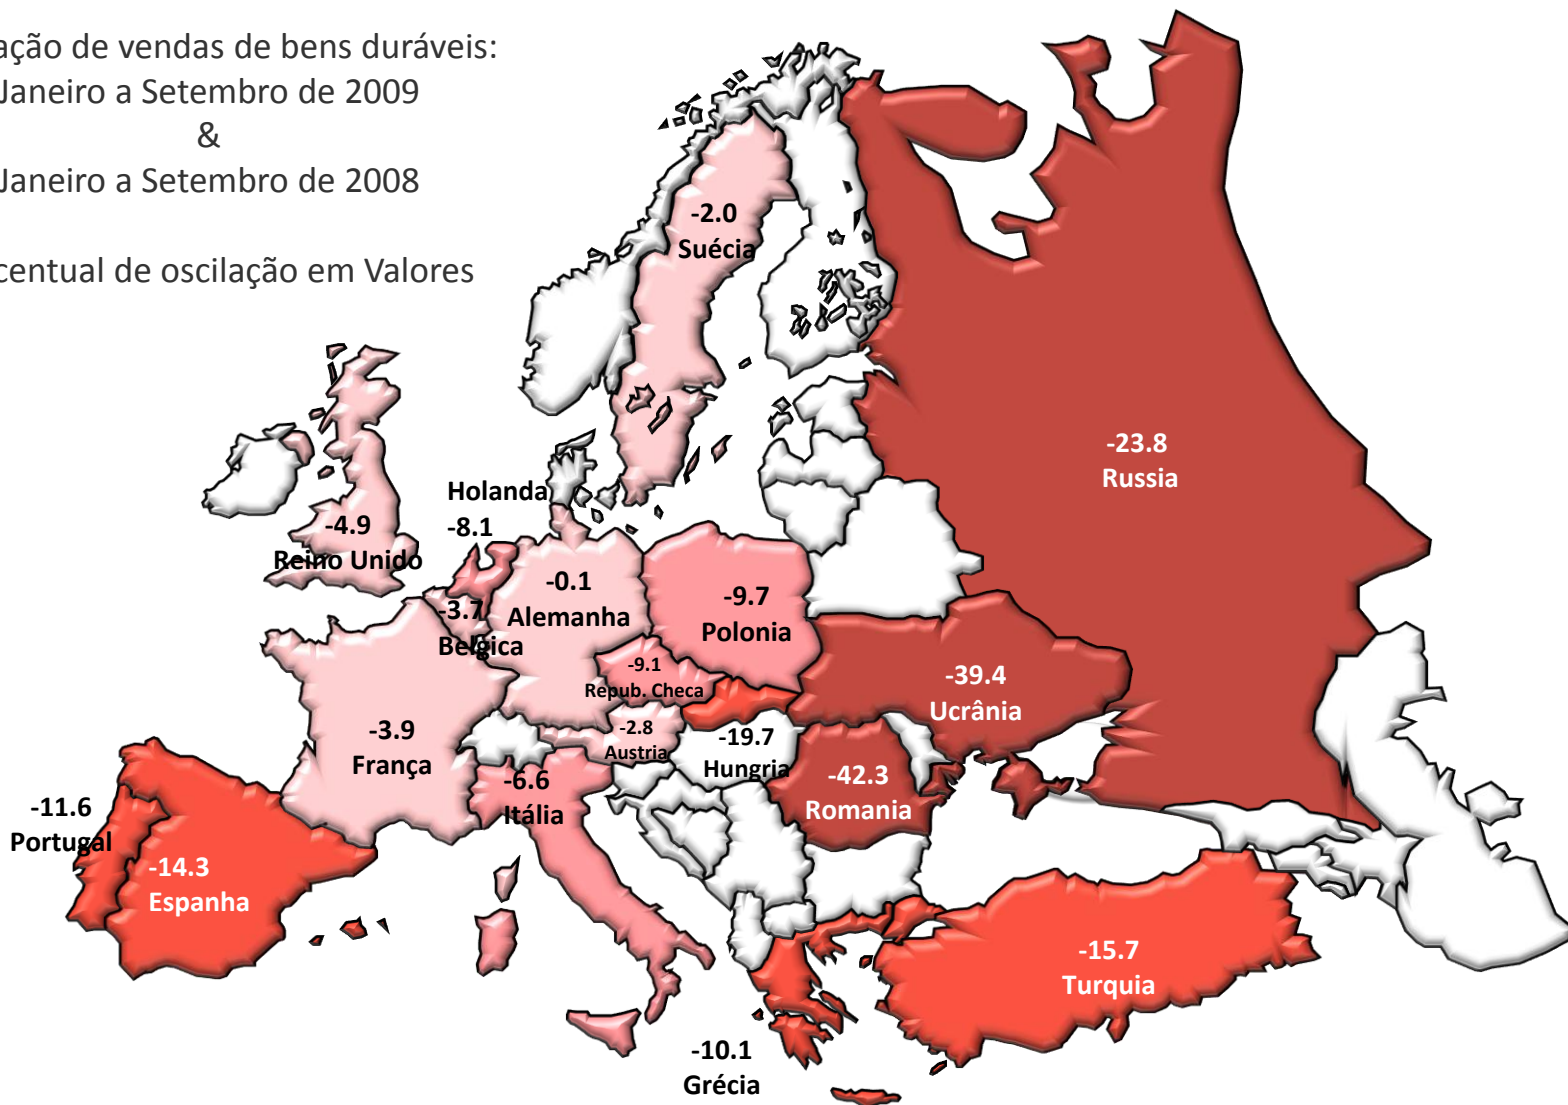 ação de vendas de bens duráveis:
Janeiro a Setembro de 2009
&
Janeiro a Setembro de 2008
centual de oscilação em Valores
-2.0
Suécia
-23.8
Russia
Holanda
-8.1
-4.9
Reino Unido
-0.1
Alemanha
-3.7
Belgica
-9.7
Polonia
-9.1
Repub. Checa
-39.4
Ucrânia
-3.9
França
-2.8
Austria
-19.7
Hungria
-6.6
Itália
-42.3
Romania
-11.6
Portugal
-14.3
Espanha
-15.7
Turquia
-10.1
Grécia